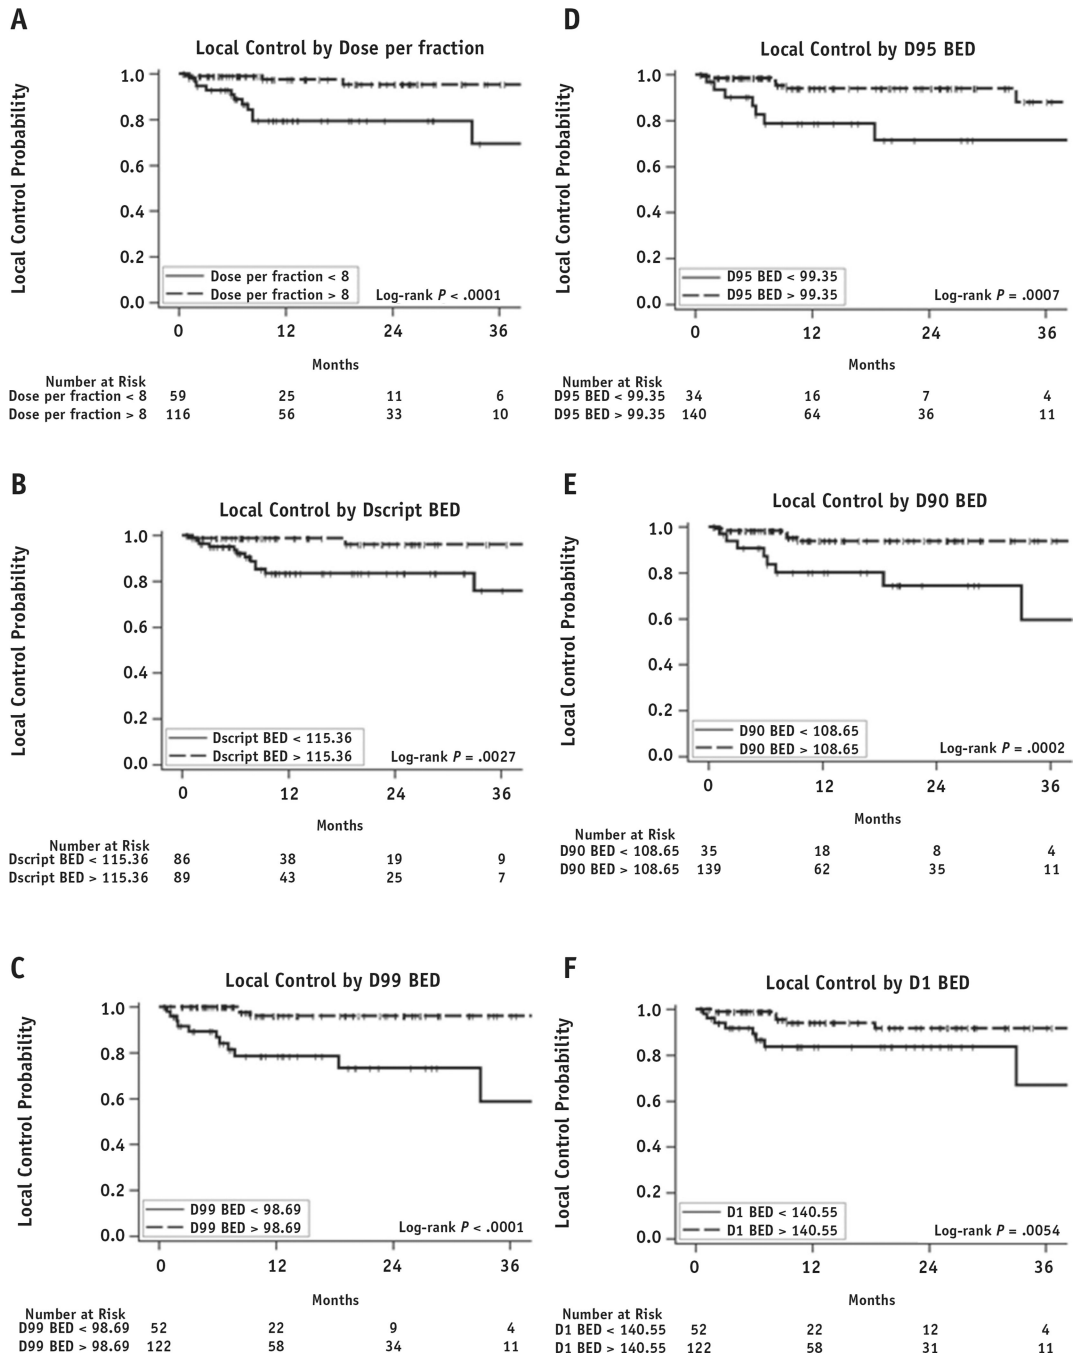 A
Local Control by Dose per fraction
Local Control Probability
1.0
0.8
0.6
0.4
0.2
0.0
Dose per fraction < 8
Dose per fraction > 8
Log-rank P < .0001
0 12 24 36
Months
Number at Risk
Dose per fraction < 8 59 25 11 6
Dose per fraction > 8 116 56 33 10
B
Local Control by Dscript BED
Local Control Probability
1.0
0.8
0.6
0.4
0.2
0.0
Dscript BED < 115.36
Dscript BED > 115.36
Log-rank P = .0027
0 12 24 36
Months
Number at Risk
Dscript BED < 115.36 86 38 19 9
Dscript BED > 115.36 89 43 25 7
C
Local Control by D99 BED
Local Control Probability
1.0
0.8
0.6
0.4
0.2
0.0
D99 BED < 98.69
D99 BED > 98.69
Log-rank P < .0001
0 12 24 36
Months
Number at Risk
D99 BED < 98.69 52 22 9 4
D99 BED > 98.69 122 58 34 11
D
Local Control by D95 BED
Local Control Probability
1.0
0.8
0.6
0.4
0.2
0.0
D95 BED < 99.35
D95 BED > 99.35
Log-rank P = .0007
0 12 24 36
Months
Number at Risk
D95 BED < 99.35 34 16 7 4
D95 BED > 99.35 140 64 36 11
E
Local Control by D90 BED
Local Control Probability
1.0
0.8
0.6
0.4
0.2
0.0
D90 BED < 108.65
D90 BED > 108.65
Log-rank P = .0002
0 12 24 36
Months
Number at Risk
D90 BED < 108.65 35 18 8 4
D90 BED > 108.65 139 62 35 11
F
Local Control by D1 BED
Local Control Probability
1.0
0.8
0.6
0.4
0.2
0.0
D1 BED < 140.55
D1 BED > 140.55
Log-rank P = .0054
0 12 24 36
Months
Number at Risk
D1 BED < 140.55 52 22 12 4
D1 BED > 140.55 122 58 31 11